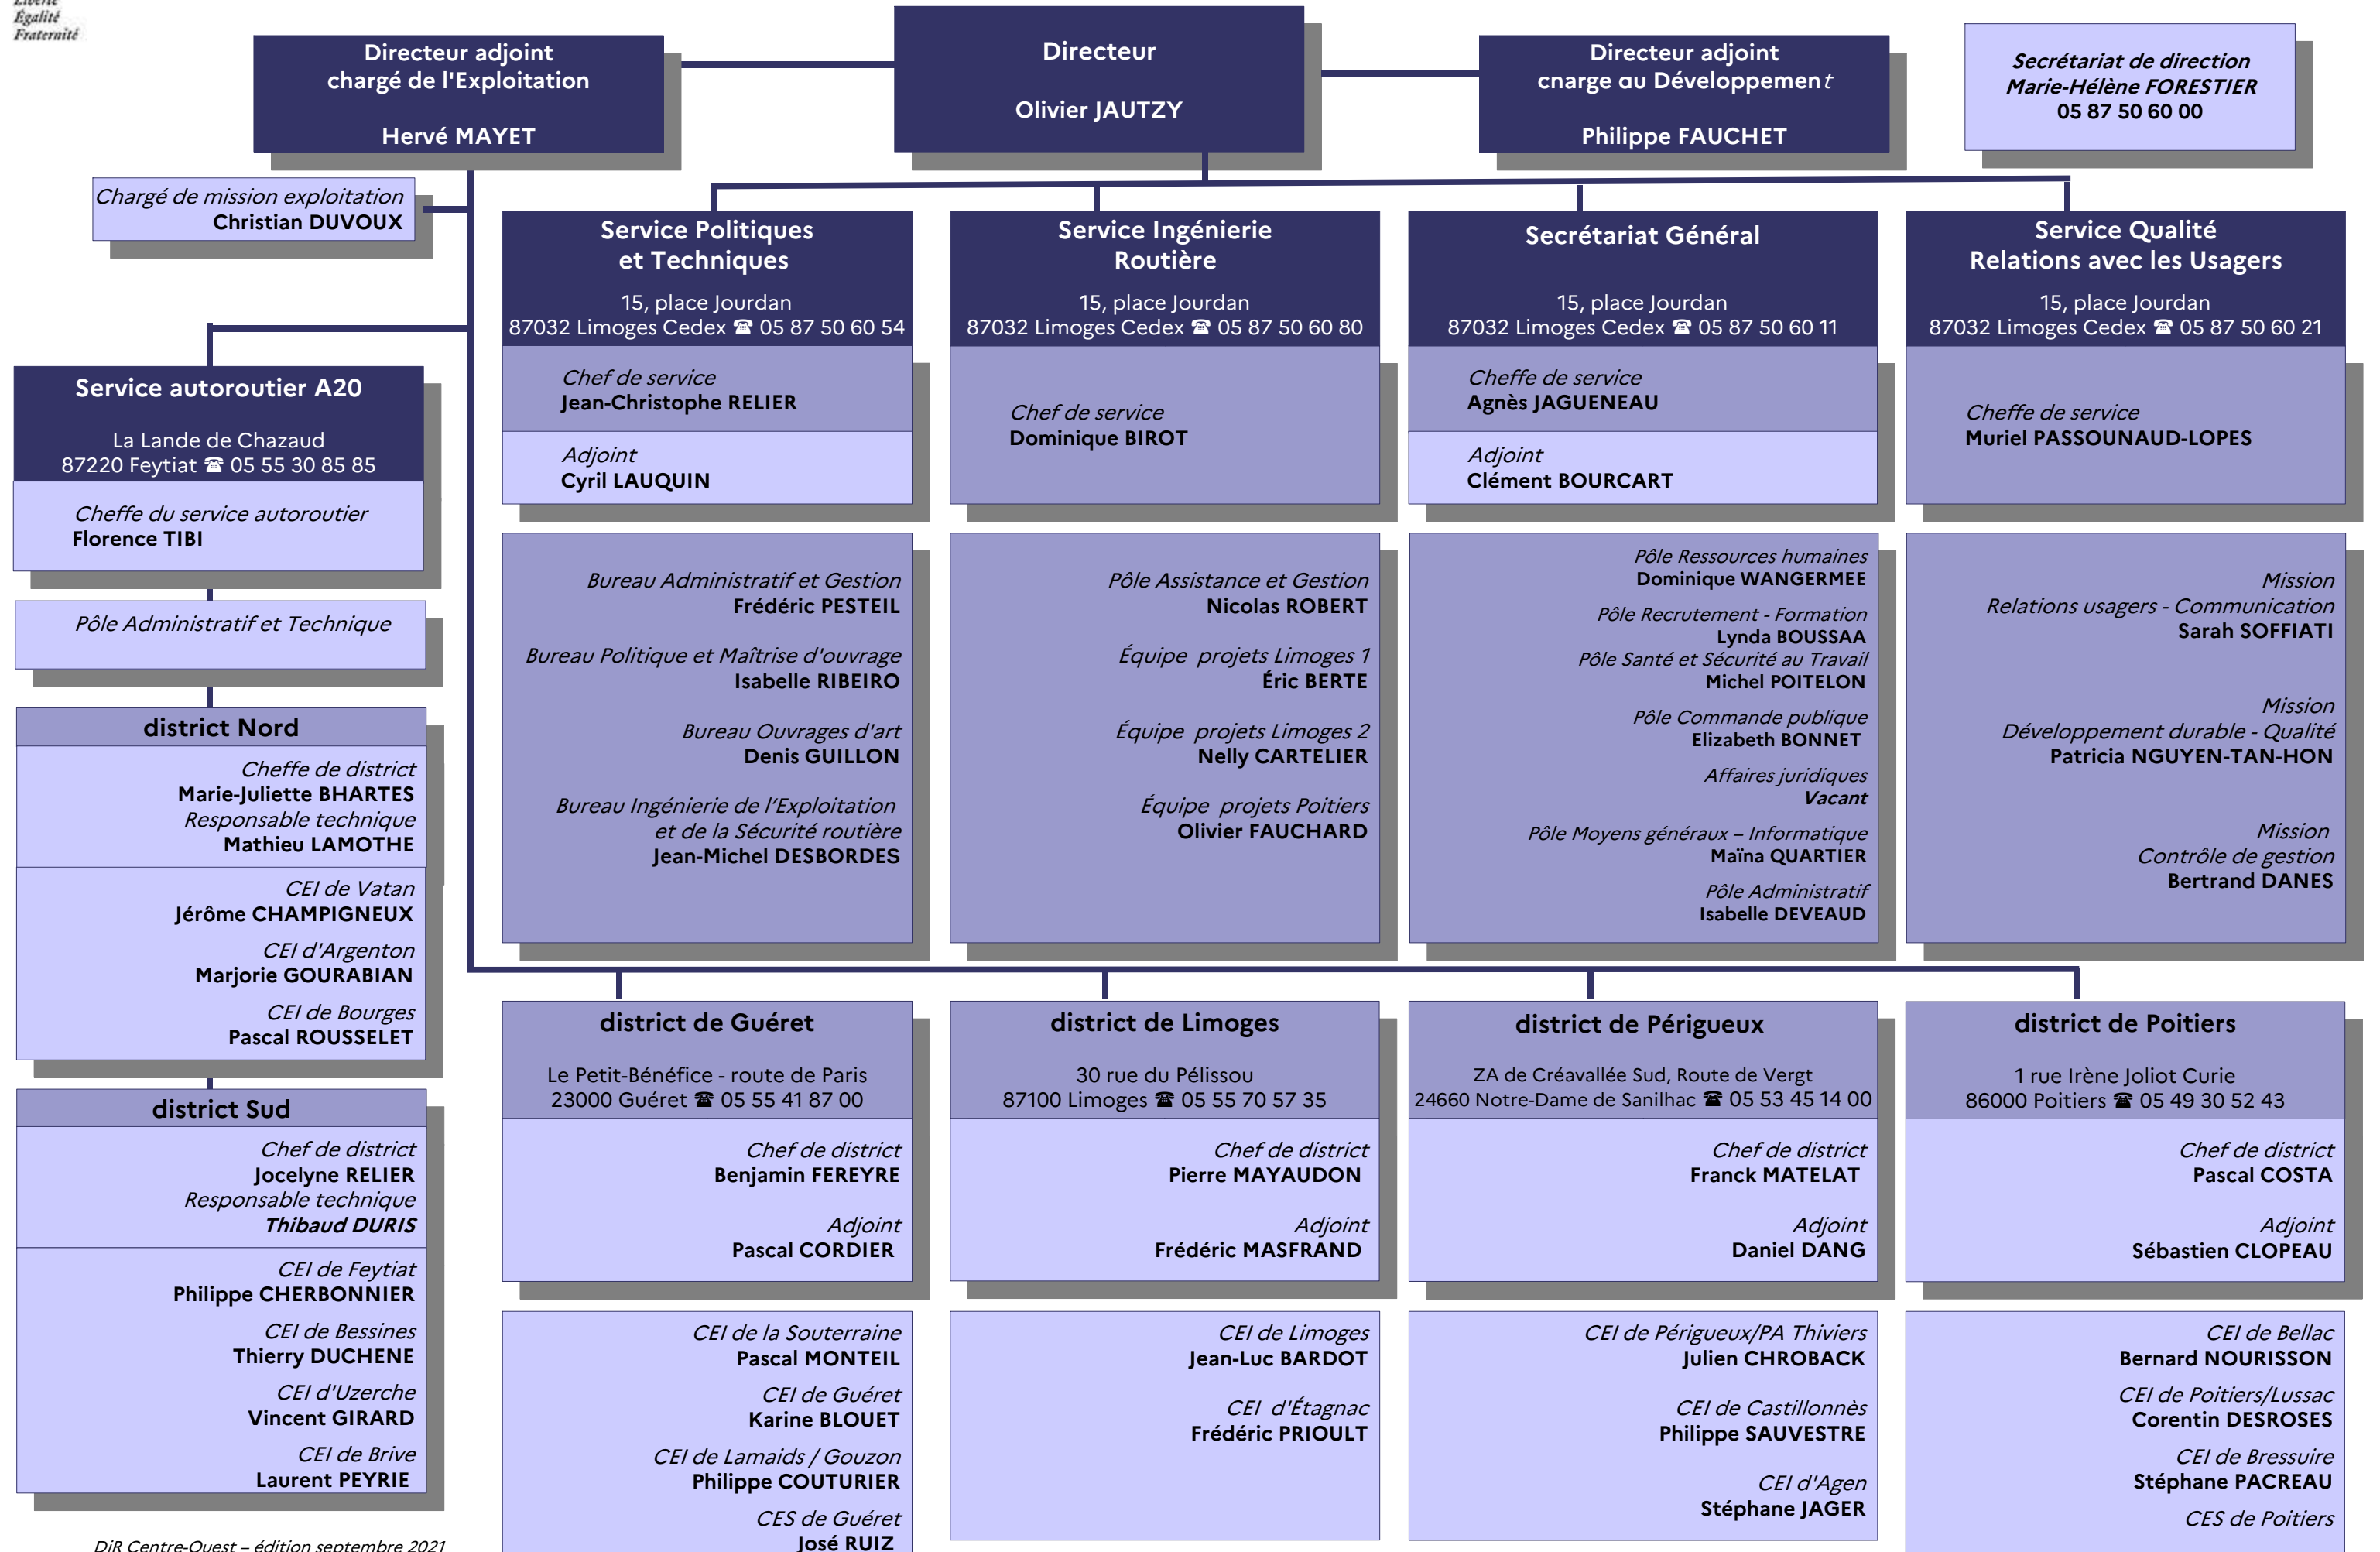 Égalité
Fraternité
Directeur adjoint
chargé de l'Exploitation
Hervé MAYET
Directeur
Olivier JAUTZY
Directeur adjoint
chargé du Développement
Philippe FAUCHET
Secrétariat de direction
Marie-Hélène FORESTIER
05 87 50 60 00
Chargé de mission exploitation
Christian DUVOUX
Service Politiques
et Techniques
15, place Jourdan
87032 Limoges Cedex ☎ 05 87 50 60 54
Chef de service
Jean-Christophe RELIER
Adjoint
Cyril LAUQUIN
Service Ingénierie
Routière
15, place Jourdan
87032 Limoges Cedex ☎ 05 87 50 60 80
Chef de service
Dominique BIROT
Secrétariat Général
15, place Jourdan
87032 Limoges Cedex ☎ 05 87 50 60 11
Cheffe de service
Agnès JAGUENEAU
Adjoint
Clément BOURCART
Service Qualité
Relations avec les Usagers
15, place Jourdan
87032 Limoges Cedex ☎ 05 87 50 60 21
Cheffe de service
Muriel PASSOUNAUD-LOPES
Service autoroutier A20
La Lande de Chazaud
87220 Feytiat ☎ 05 55 30 85 85
Cheffe du service autoroutier
Florence TIBI
Pôle Administratif et Technique
district Nord
Cheffe de district
Marie-Juliette BHARTES
Responsable technique
Mathieu LAMOTHE
CEI de Vatan
Jérôme CHAMPIGNEUX
CEI d'Argenton
Marjorie GOURABIAN
CEI de Bourges
Pascal ROUSSELET
district Sud
Chef de district
Jocelyne RELIER
Responsable technique
Thibaud DURIS
CEI de Feytiat
Philippe CHERBONNIER
CEI de Bessines
Thierry DUCHENE
CEI d'Uzerche
Vincent GIRARD
CEI de Brive
Laurent PEYRIE
Bureau Administratif et Gestion
Frédéric PESTEIL
Bureau Politique et Maîtrise d'ouvrage
Isabelle RIBEIRO
Bureau Ouvrages d'art
Denis GUILLON
Bureau Ingénierie de l’Exploitation
et de la Sécurité routière
Jean-Michel DESBORDES
Pôle Assistance et Gestion
Nicolas ROBERT
Équipe projets Limoges 1
Éric BERTE
Équipe projets Limoges 2
Nelly CARTELIER
Équipe projets Poitiers
Olivier FAUCHARD
Pôle Ressources humaines
Dominique WANGERMEE
Pôle Recrutement - Formation
Lynda BOUSSAA
Pôle Santé et Sécurité au Travail
Michel POITELON
Pôle Commande publique
Elizabeth BONNET
Affaires juridiques
Vacant
Pôle Moyens généraux – Informatique
Maïna QUARTIER
Pôle Administratif
Isabelle DEVEAUD
Mission
Relations usagers - Communication
Sarah SOFFIATI
Mission
Développement durable - Qualité
Patricia NGUYEN-TAN-HON
Mission
Contrôle de gestion
Bertrand DANES
district de Guéret
Le Petit-Bénéfice - route de Paris
23000 Guéret ☎ 05 55 41 87 00
Chef de district
Benjamin FEREYRE
Adjoint
Pascal CORDIER
CEI de la Souterraine
Pascal MONTEIL
CEI de Guéret
Karine BLOUET
CEI de Lamaids / Gouzon
Philippe COUTURIER
CES de Guéret
José RUIZ
district de Limoges
30 rue du Pélissou
87100 Limoges ☎ 05 55 70 57 35
Chef de district
Pierre MAYAUDON
Adjoint
Frédéric MASFRAND
CEI de Limoges
Jean-Luc BARDOT
CEI d'Étagnac
Frédéric PRIOULT
district de Périgueux
ZA de Créavallée Sud, Route de Vergt
24660 Notre-Dame de Sanilhac ☎ 05 53 45 14 00
Chef de district
Franck MATELAT
Adjoint
Daniel DANG
CEI de Périgueux/PA Thiviers
Julien CHROBACK
CEI de Castillonnès
Philippe SAUVESTRE
CEI d'Agen
Stéphane JAGER
district de Poitiers
1 rue Irène Joliot Curie
86000 Poitiers ☎ 05 49 30 52 43
Chef de district
Pascal COSTA
Adjoint
Sébastien CLOPEAU
CEI de Bellac
Bernard NOURISSON
CEI de Poitiers/Lussac
Corentin DESROSES
CEI de Bressuire
Stéphane PACREAU
CES de Poitiers
DiR Centre-Ouest – édition septembre 2021